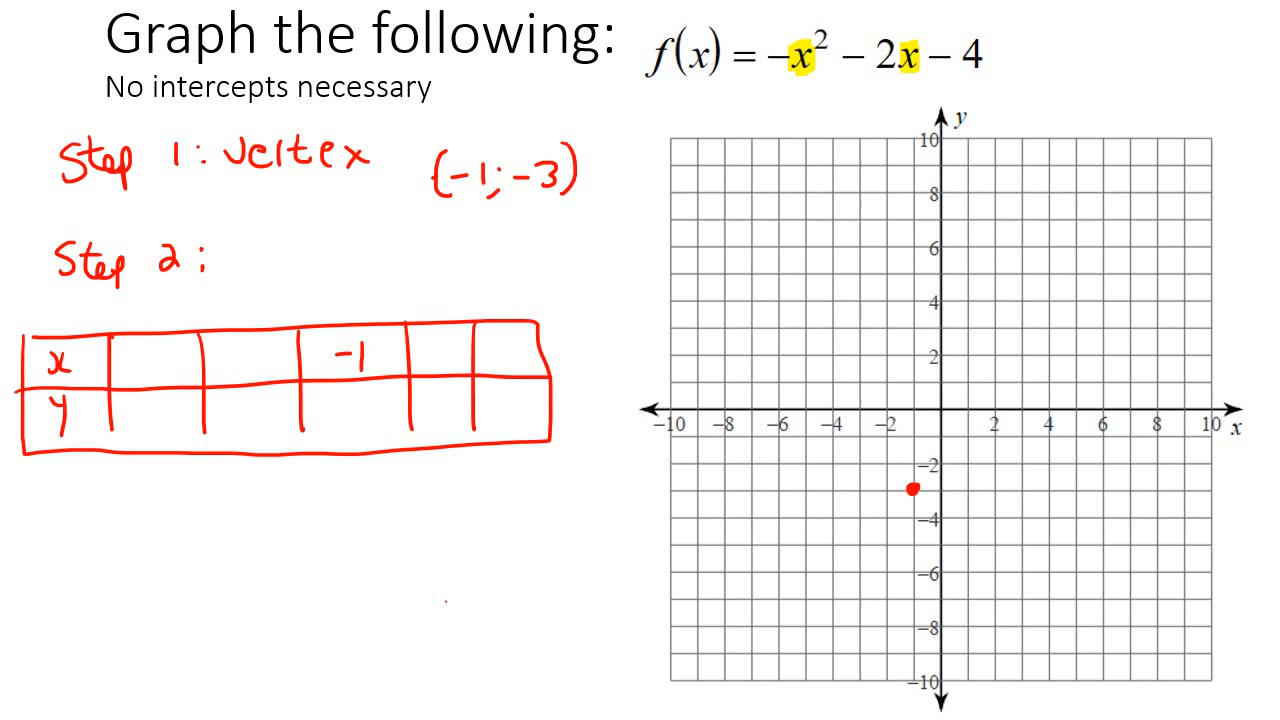 Graph the following:
f(x) = −x² − 2x − 4
No intercepts necessary
Step 1: Vertex (-1; -3)
Step 2:
x -1
y
y
10
8
6
4
2
−10 −8 −6 −4 −2 2 4 6 8 10 x
−2
−4
−6
−8
−10